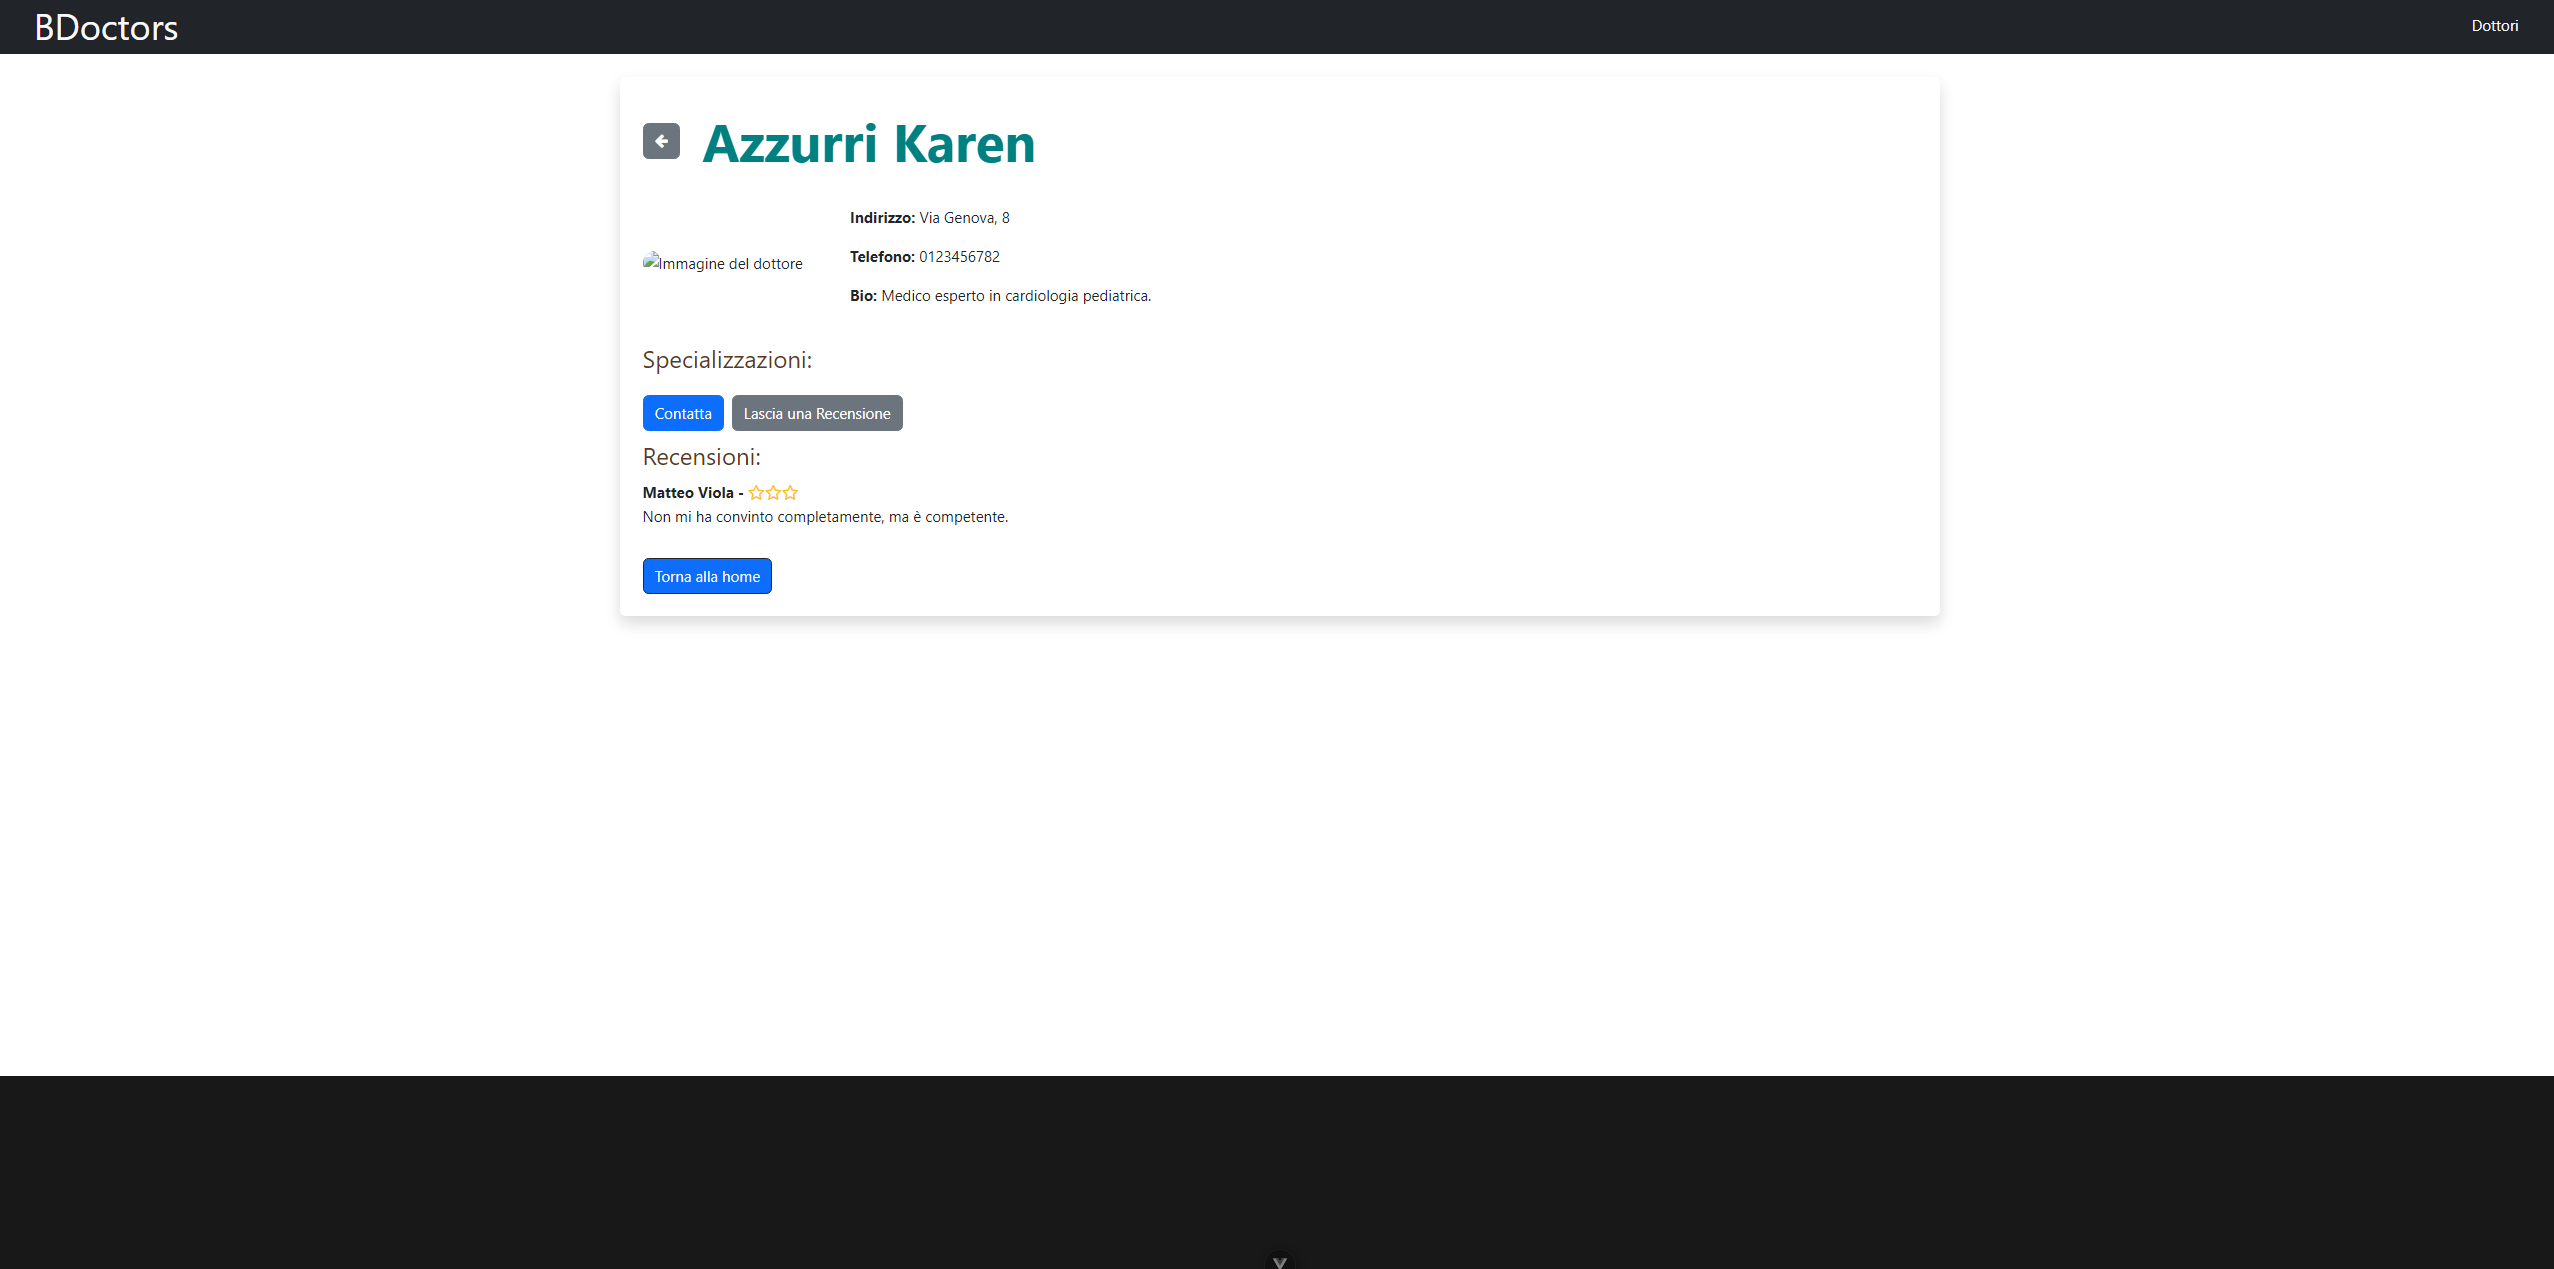 BDoctors
Dottori
Azzurri Karen
Indirizzo: Via Genova, 8
Telefono: 0123456782
Immagine del dottore
Bio: Medico esperto in cardiologia pediatrica.
Specializzazioni:
Contatta
Lascia una Recensione
Recensioni:
Matteo Viola -
Non mi ha convinto completamente, ma è competente.
Torna alla home